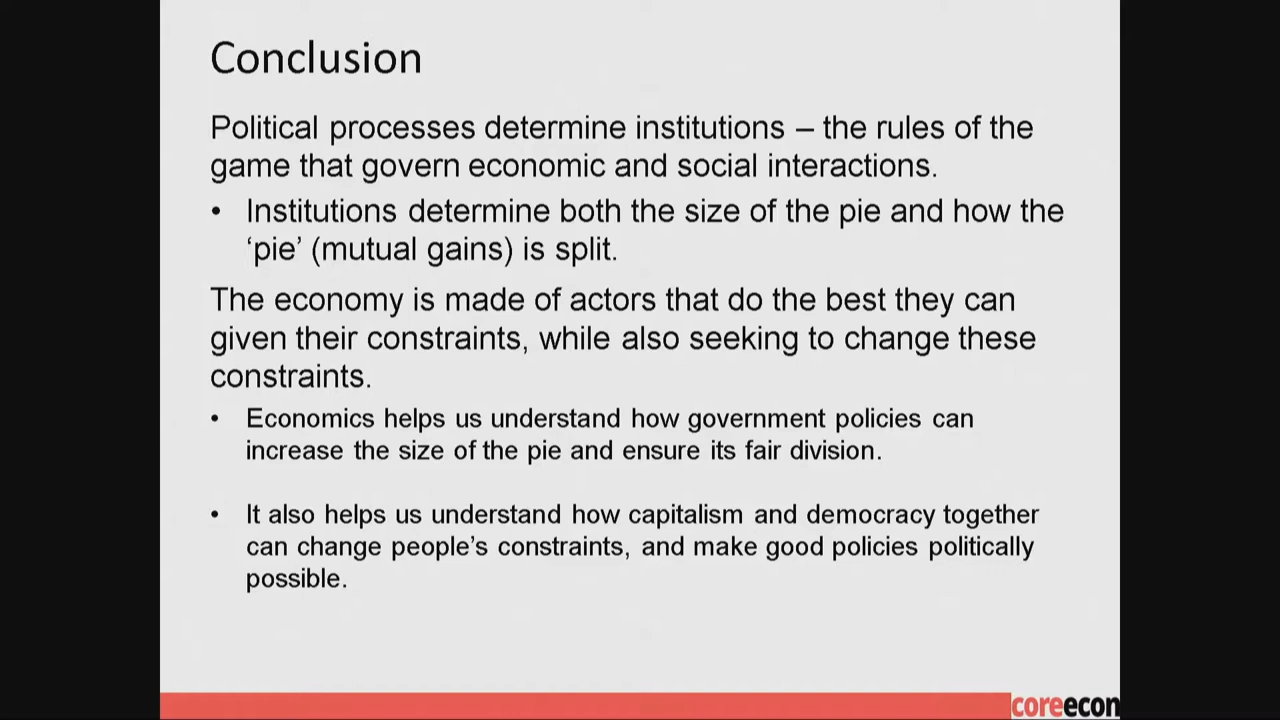 Conclusion
Political processes determine institutions – the rules of the
game that govern economic and social interactions.
• Institutions determine both the size of the pie and how the
‘pie’ (mutual gains) is split.
The economy is made of actors that do the best they can
given their constraints, while also seeking to change these
constraints.
• Economics helps us understand how government policies can
increase the size of the pie and ensure its fair division.
• It also helps us understand how capitalism and democracy together
can change people’s constraints, and make good policies politically
possible.
coreecon